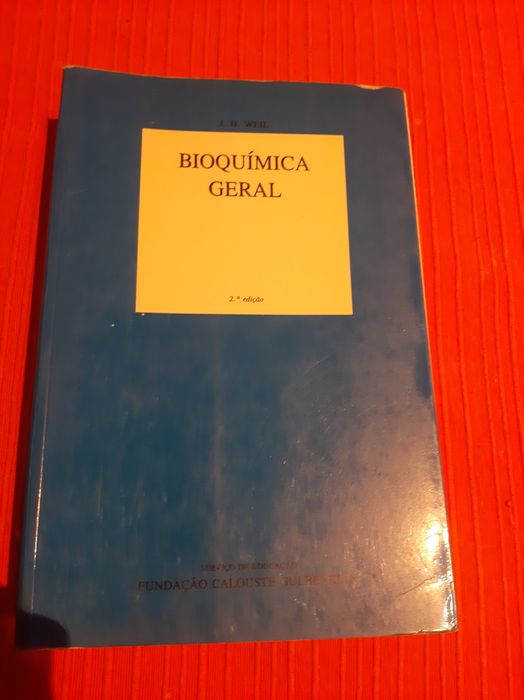 J. H. WEIL
BIOQUÍMICA
GERAL
2.ª edição
SERVIÇO DE EDUCAÇÃO
FUNDAÇÃO CALOUSTE GULBENKIAN